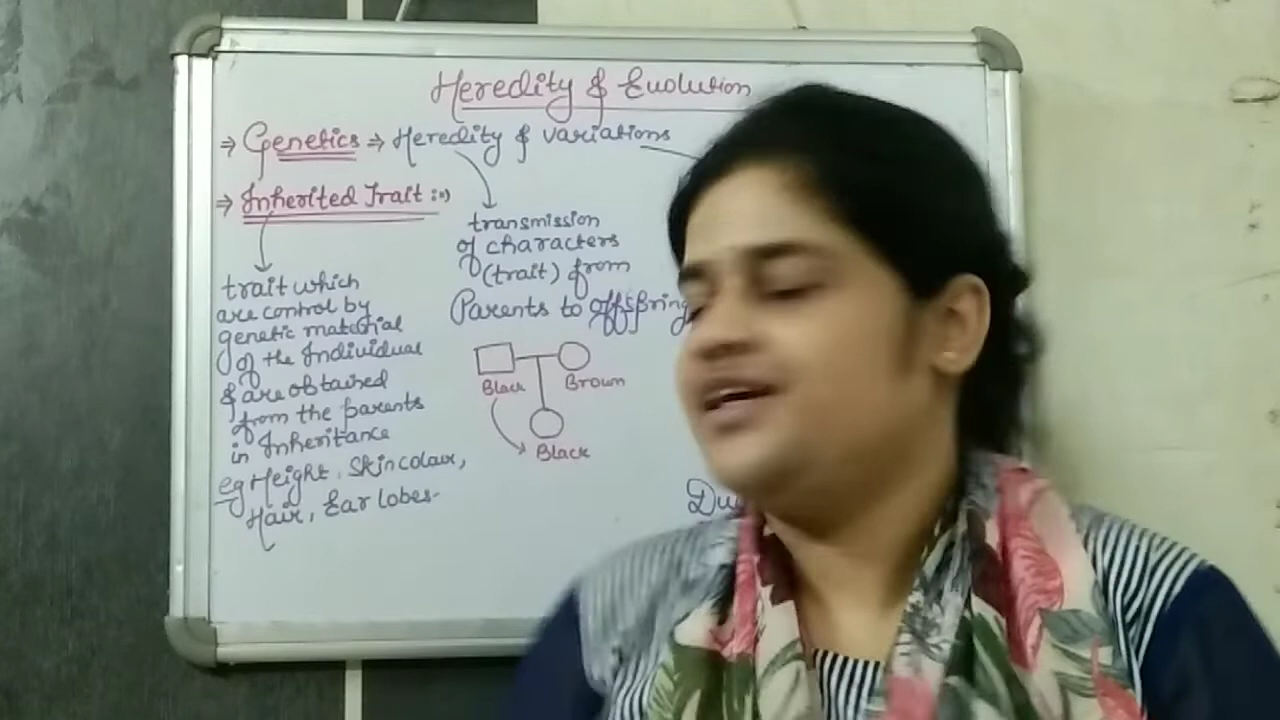 Heredity & Evolution
⇒ Genetics ⇒ Heredity & variations
⇒ Inherited Trait :-)
transmission
of characters
(trait) from
Parents to offspring
trait which
are control by
genetic material
of the Individual
& are obtained
from the parents
in Inheritance
eg Height, Skin colour,
Hair, Ear lobes.
Black Brown
Black